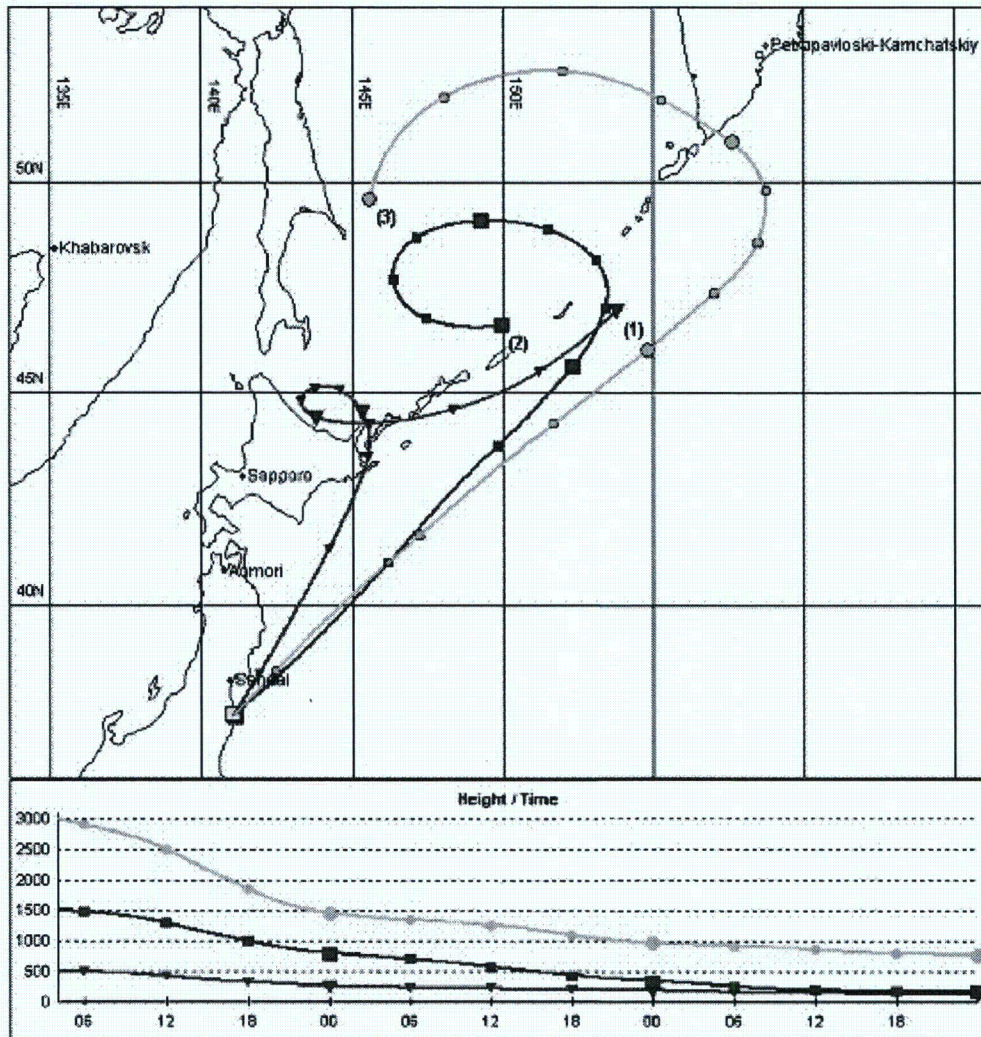 Petropavloski-Kamchatskiy
135E
140E
145E
150E
50N
(3)
Khabarovsk
(1)
(2)
45N
Sapporo
Aomori
40N
Sendai
Height / Time
3000
2500
2000
1500
1000
500
0
06 12 18 00 06 12 18 00 06 12 18